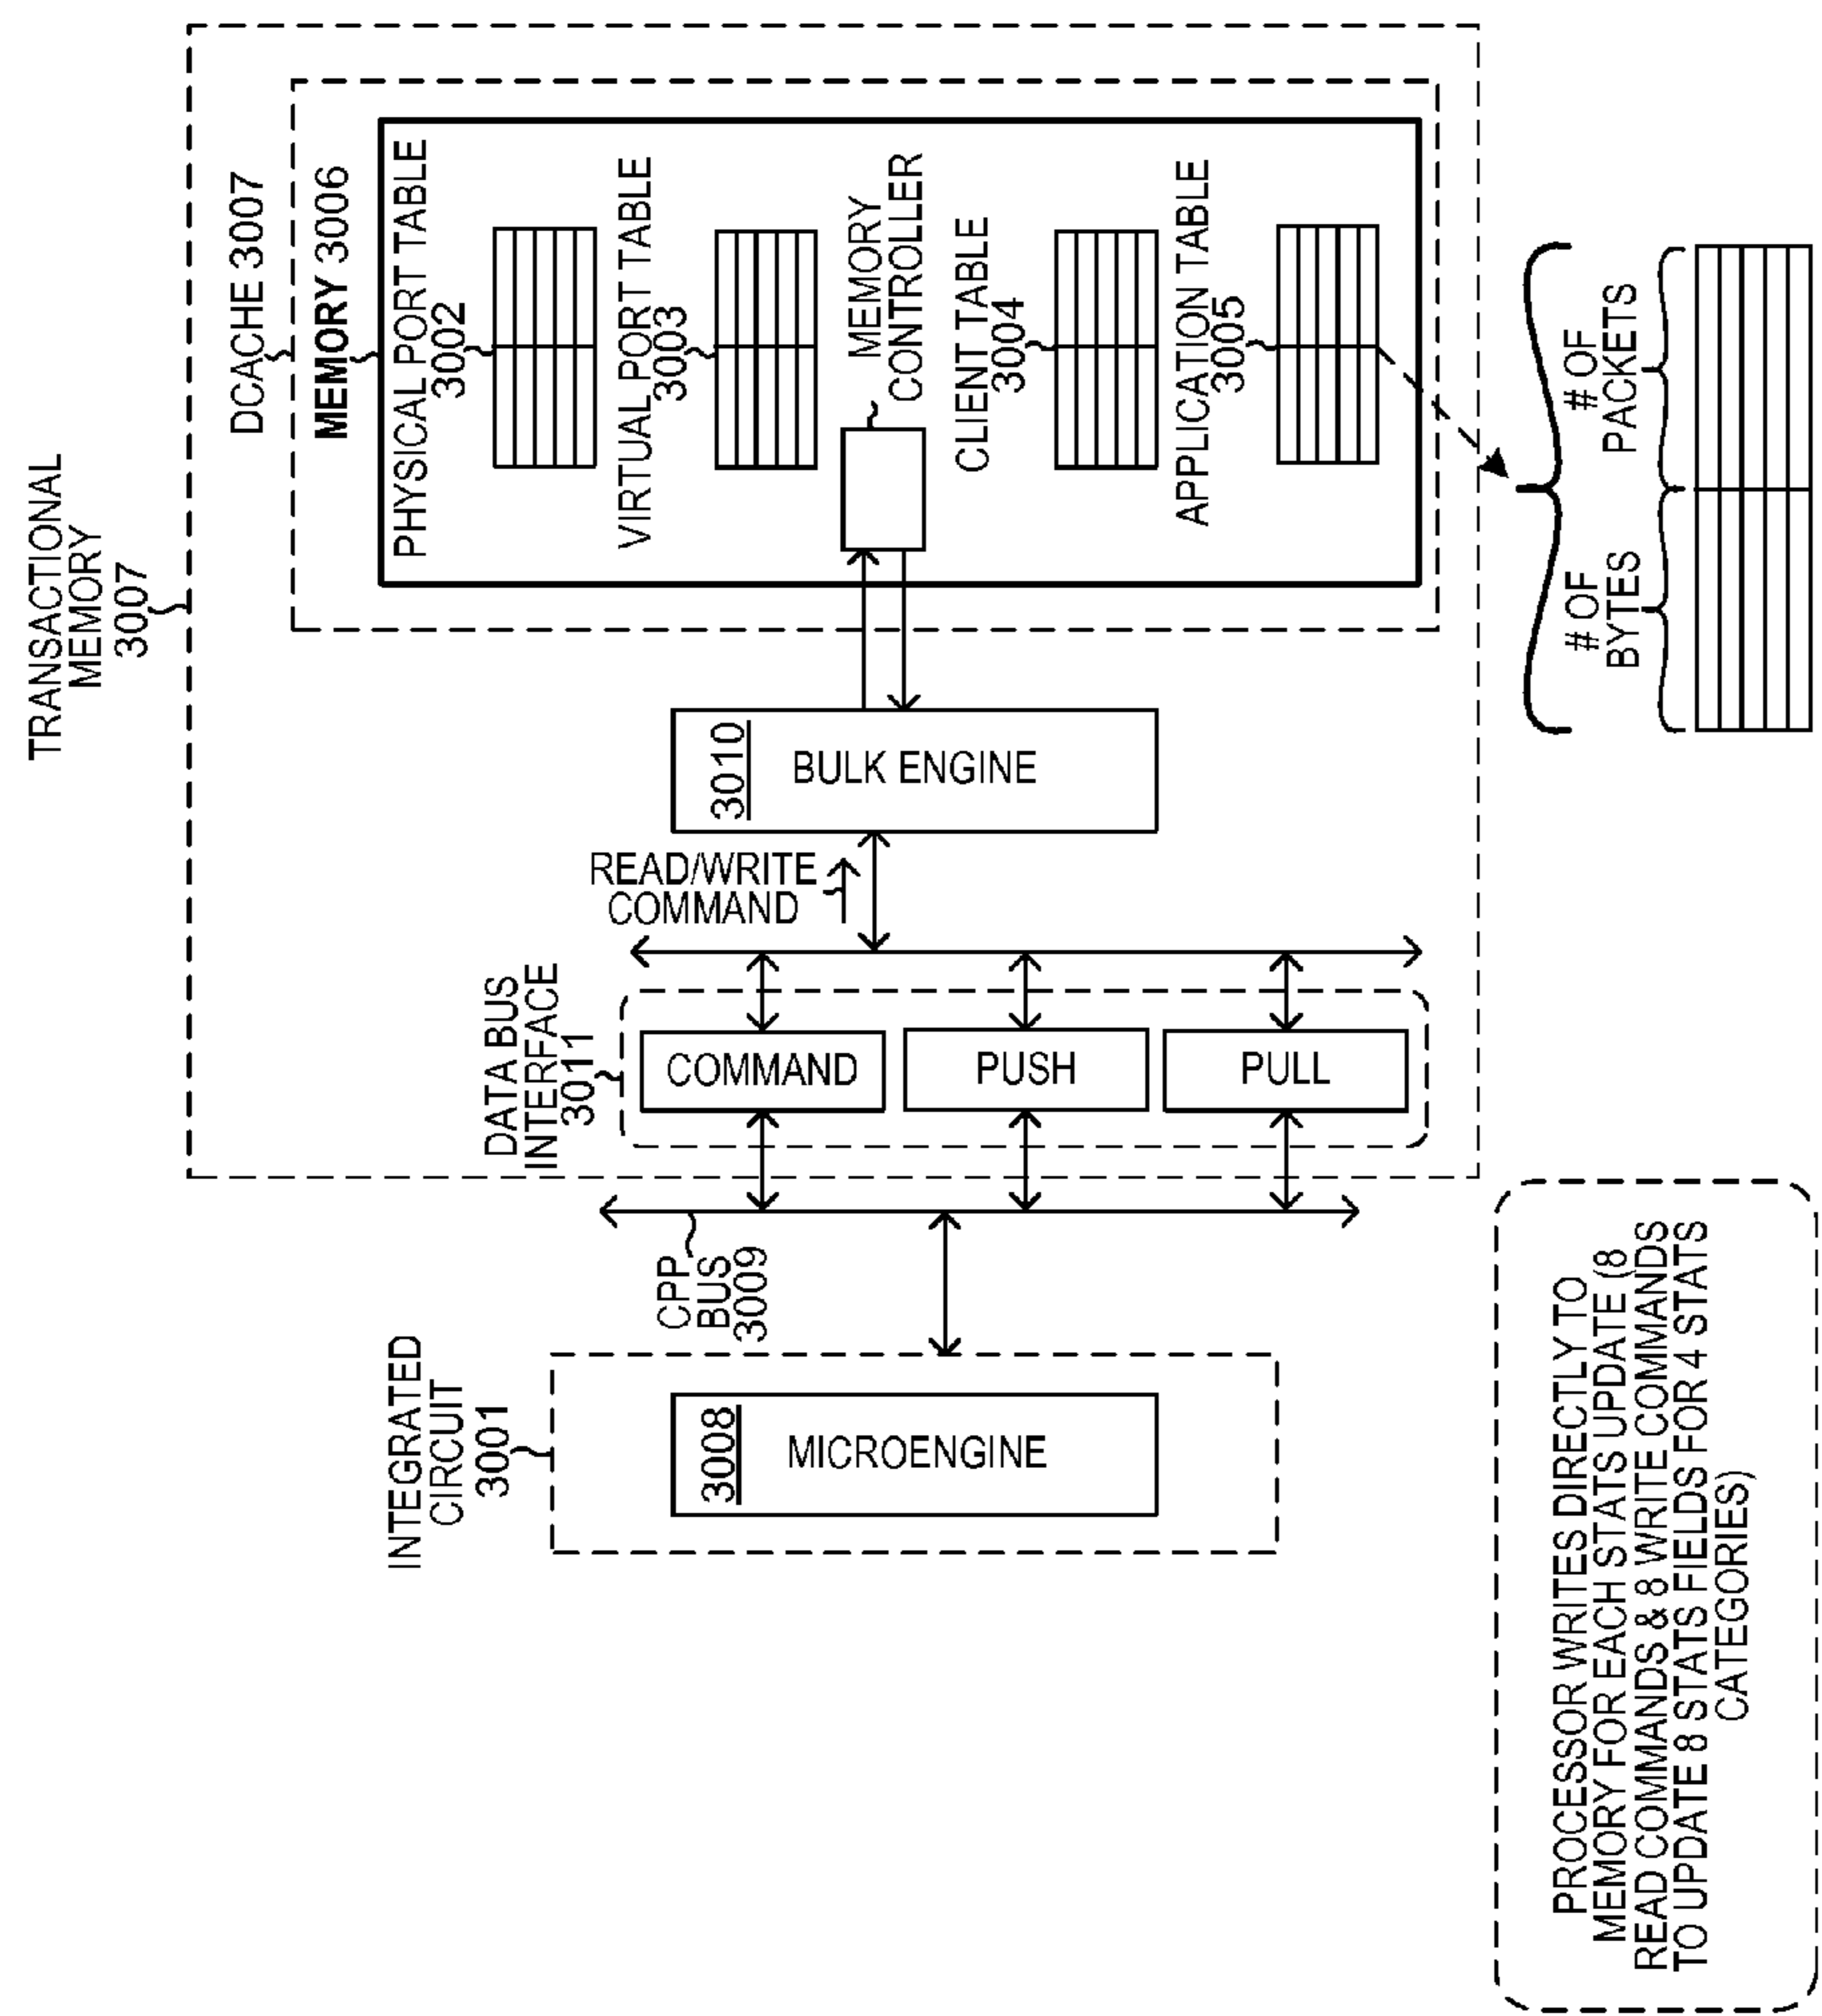 TRANSACTIONAL
MEMORY
3007
DCACHE 3007
MEMORY 3006
PHYSICAL PORT TABLE
3002
VIRTUAL PORT TABLE
3003
MEMORY
CONTROLLER
CLIENT TABLE
3004
APPLICATION TABLE
3005
# OF
BYTES
# OF
PACKETS
3010
BULK ENGINE
READ/WRITE
COMMAND
DATA BUS
INTERFACE
3011
COMMAND
PUSH
PULL
CPP
BUS
3009
INTEGRATED
CIRCUIT
3001
3008
MICROENGINE
PROCESSOR WRITES DIRECTLY TO
MEMORY FOR EACH STATS UPDATE (8
READ COMMANDS & 8 WRITE COMMANDS
TO UPDATE 8 STATS FIELDS FOR 4 STATS
CATEGORIES)